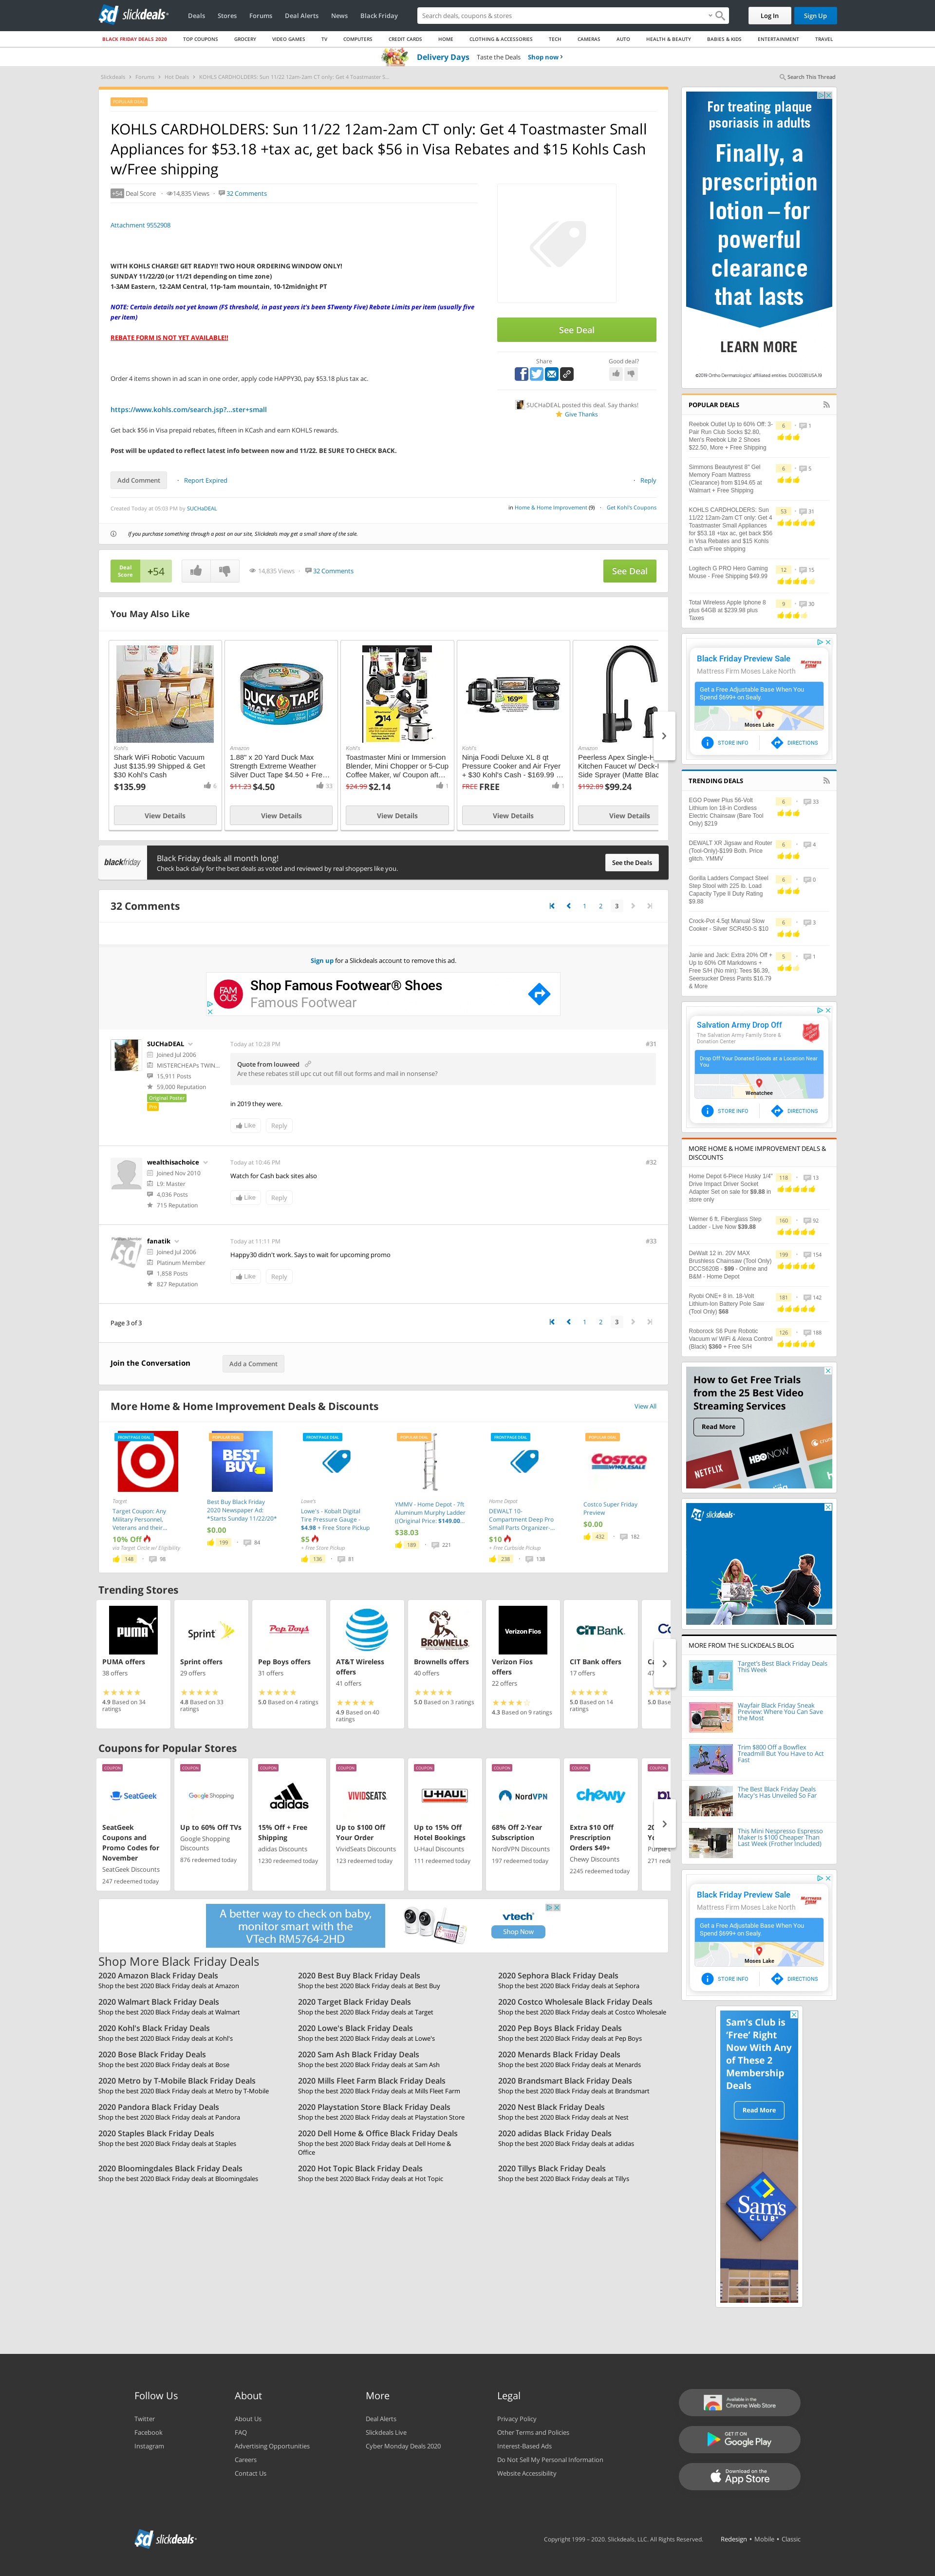 slickdeals
Deals
Stores
Forums
Deal Alerts
News
Black Friday
Search deals, coupons & stores
Log In
Sign Up
BLACK FRIDAY DEALS 2020
TOP COUPONS
GROCERY
VIDEO GAMES
TV
COMPUTERS
CREDIT CARDS
HOME
CLOTHING & ACCESSORIES
TECH
CAMERAS
AUTO
HEALTH & BEAUTY
BABIES & KIDS
ENTERTAINMENT
TRAVEL
Delivery Days Taste the Deals Shop now
Slickdeals
Forums
Hot Deals
KOHLS CARDHOLDERS: Sun 11/22 12am-2am CT only: Get 4 Toastmaster S...
Search This Thread
POPULAR DEAL
KOHLS CARDHOLDERS: Sun 11/22 12am-2am CT only: Get 4 Toastmaster Small
Appliances for $53.18 +tax ac, get back $56 in Visa Rebates and $15 Kohls Cash
w/Free shipping
+54 Deal Score 14,835 Views 32 Comments
Attachment 9552908
WITH KOHLS CHARGE! GET READY!! TWO HOUR ORDERING WINDOW ONLY!
SUNDAY 11/22/20 (or 11/21 depending on time zone)
1-3AM Eastern, 12-2AM Central, 11p-1am mountain, 10-12midnight PT
NOTE: Certain details not yet known (FS threshold, in past years it's been $Twenty Five) Rebate Limits per item (usually five
per item)
REBATE FORM IS NOT YET AVAILABLE!!
Order 4 items shown in ad scan in one order, apply code HAPPY30, pay $53.18 plus tax ac.
https://www.kohls.com/search.jsp?...ster+small
Get back $56 in Visa prepaid rebates, fifteen in KCash and earn KOHLS rewards.
Post will be updated to reflect latest info between now and 11/22. BE SURE TO CHECK BACK.
See Deal
Share
Good deal?
SUCHaDEAL posted this deal. Say thanks!
Give Thanks
Add Comment
Report Expired
Reply
Created Today at 05:03 PM by SUCHaDEAL
in Home & Home Improvement (9)
Get Kohl's Coupons
If you purchase something through a post on our site, Slickdeals may get a small share of the sale.
Deal
Score
+54
14,835 Views
32 Comments
See Deal
You May Also Like
Kohl's
Shark WiFi Robotic Vacuum
Just $135.99 Shipped & Get
$30 Kohl's Cash
$135.99
6
View Details
Amazon
1.88" x 20 Yard Duck Max
Strength Extreme Weather
Silver Duct Tape $4.50 + Fre...
$11.23 $4.50
33
View Details
Kohl's
Toastmaster Mini or Immersion
Blender, Mini Chopper or 5-Cup
Coffee Maker, w/ Coupon aft...
$24.99 $2.14
1
View Details
Kohl's
Ninja Foodi Deluxe XL 8 qt
Pressure Cooker and Air Fryer
+ $30 Kohl's Cash - $169.99 ...
FREE FREE
1
View Details
Amazon
Peerless Apex Single-H
Kitchen Faucet w/ Deck-
Side Sprayer (Matte Blac
$192.89 $99.24
View Details
blackfriday
Black Friday deals all month long!
Check back daily for the best deals as voted and reviewed by real shoppers like you.
See the Deals
32 Comments
1
2
3
Sign up for a Slickdeals account to remove this ad.
FAMOUS
Shop Famous Footwear® Shoes
Famous Footwear
SUCHaDEAL
Joined Jul 2006
MISTERCHEAPs TWIN...
15,911 Posts
59,000 Reputation
Original Poster
Pro
Today at 10:28 PM
#31
Quote from louweed
Are these rebates still upc cut out fill out forms and mail in nonsense?
in 2019 they were.
Like
Reply
wealthisachoice
Joined Nov 2010
L9: Master
4,036 Posts
715 Reputation
Today at 10:46 PM
#32
Watch for Cash back sites also
Like
Reply
fanatik
Joined Jul 2006
Platinum Member
1,858 Posts
827 Reputation
Today at 11:11 PM
#33
Happy30 didn't work. Says to wait for upcoming promo
Like
Reply
Page 3 of 3
1
2
3
Join the Conversation
Add a Comment
More Home & Home Improvement Deals & Discounts
View All
FRONTPAGE DEAL
Target
Target Coupon: Any
Military Personnel,
Veterans and their...
10% Off
via Target Circle w/ Eligibility
148
98
POPULAR DEAL
BEST BUY
Best Buy Black Friday
2020 Newspaper Ad:
*Starts Sunday 11/22/20*
$0.00
199
84
FRONTPAGE DEAL
Lowe's
Lowe's - Kobalt Digital
Tire Pressure Gauge -
$4.98 + Free Store Pickup
$5
+ Free Store Pickup
136
81
POPULAR DEAL
YMMV - Home Depot - 7ft
Aluminum Murphy Ladder
((Original Price: $149.00...
$38.03
189
221
FRONTPAGE DEAL
Home Depot
DEWALT 10-
Compartment Deep Pro
Small Parts Organizer-...
$10
+ Free Curbside Pickup
238
138
POPULAR DEAL
COSTCO WHOLESALE
Costco Super Friday
Preview
$0.00
432
182
Trending Stores
PUMA
PUMA offers
38 offers
4.9 Based on 34
ratings
Sprint
Sprint offers
29 offers
4.8 Based on 33
ratings
Pep Boys
Pep Boys offers
31 offers
5.0 Based on 4 ratings
AT&T Wireless
offers
41 offers
4.9 Based on 40
ratings
BROWNELLS
Brownells offers
40 offers
5.0 Based on 3 ratings
Verizon Fios
Verizon Fios
offers
22 offers
4.3 Based on 9 ratings
CIT Bank
CIT Bank offers
17 offers
5.0 Based on 14
ratings
Ca
47
5.0 Base
Coupons for Popular Stores
COUPON
SeatGeek
SeatGeek
Coupons and
Promo Codes for
November
SeatGeek Discounts
247 redeemed today
COUPON
Google Shopping
Up to 60% Off TVs
Google Shopping
Discounts
876 redeemed today
COUPON
adidas
15% Off + Free
Shipping
adidas Discounts
1230 redeemed today
COUPON
VIVIDSEATS
Up to $100 Off
Your Order
VividSeats Discounts
123 redeemed today
COUPON
U-HAUL
Up to 15% Off
Hotel Bookings
U-Haul Discounts
111 redeemed today
COUPON
NordVPN
68% Off 2-Year
Subscription
NordVPN Discounts
197 redeemed today
COUPON
chewy
Extra $10 Off
Prescription
Orders $49+
Chewy Discounts
2245 redeemed today
COUPON
20
Yo
Purple
271 rede
A better way to check on baby,
monitor smart with the
VTech RM5764-2HD
vtech
Shop Now
Shop More Black Friday Deals
2020 Amazon Black Friday Deals
Shop the best 2020 Black Friday deals at Amazon
2020 Best Buy Black Friday Deals
Shop the best 2020 Black Friday deals at Best Buy
2020 Sephora Black Friday Deals
Shop the best 2020 Black Friday deals at Sephora
2020 Walmart Black Friday Deals
Shop the best 2020 Black Friday deals at Walmart
2020 Target Black Friday Deals
Shop the best 2020 Black Friday deals at Target
2020 Costco Wholesale Black Friday Deals
Shop the best 2020 Black Friday deals at Costco Wholesale
2020 Kohl's Black Friday Deals
Shop the best 2020 Black Friday deals at Kohl's
2020 Lowe's Black Friday Deals
Shop the best 2020 Black Friday deals at Lowe's
2020 Pep Boys Black Friday Deals
Shop the best 2020 Black Friday deals at Pep Boys
2020 Bose Black Friday Deals
Shop the best 2020 Black Friday deals at Bose
2020 Sam Ash Black Friday Deals
Shop the best 2020 Black Friday deals at Sam Ash
2020 Menards Black Friday Deals
Shop the best 2020 Black Friday deals at Menards
2020 Metro by T-Mobile Black Friday Deals
Shop the best 2020 Black Friday deals at Metro by T-Mobile
2020 Mills Fleet Farm Black Friday Deals
Shop the best 2020 Black Friday deals at Mills Fleet Farm
2020 Brandsmart Black Friday Deals
Shop the best 2020 Black Friday deals at Brandsmart
2020 Pandora Black Friday Deals
Shop the best 2020 Black Friday deals at Pandora
2020 Playstation Store Black Friday Deals
Shop the best 2020 Black Friday deals at Playstation Store
2020 Nest Black Friday Deals
Shop the best 2020 Black Friday deals at Nest
2020 Staples Black Friday Deals
Shop the best 2020 Black Friday deals at Staples
2020 Dell Home & Office Black Friday Deals
Shop the best 2020 Black Friday deals at Dell Home &
Office
2020 adidas Black Friday Deals
Shop the best 2020 Black Friday deals at adidas
2020 Bloomingdales Black Friday Deals
Shop the best 2020 Black Friday deals at Bloomingdales
2020 Hot Topic Black Friday Deals
Shop the best 2020 Black Friday deals at Hot Topic
2020 Tillys Black Friday Deals
Shop the best 2020 Black Friday deals at Tillys
For treating plaque
psoriasis in adults
Finally, a
prescription
lotion – for
powerful
clearance
that lasts
LEARN MORE
©2019 Ortho Dermatologics' affiliated entities. DUO.0281.USA.19
POPULAR DEALS
Reebok Outlet Up to 60% Off: 3-
Pair Run Club Socks $2.80,
Men's Reebok Lite 2 Shoes
$22.50, More + Free Shipping
6
1
Simmons Beautyrest 8" Gel
Memory Foam Mattress
(Clearance) from $194.65 at
Walmart + Free Shipping
6
5
KOHLS CARDHOLDERS: Sun
11/22 12am-2am CT only: Get 4
Toastmaster Small Appliances
for $53.18 +tax ac, get back $56
in Visa Rebates and $15 Kohls
Cash w/Free shipping
53
31
Logitech G PRO Hero Gaming
Mouse - Free Shipping $49.99
12
15
Total Wireless Apple Iphone 8
plus 64GB at $239.98 plus
Taxes
9
30
Black Friday Preview Sale
Mattress Firm Moses Lake North
Get a Free Adjustable Base When You
Spend $699+ on Sealy.
Moses Lake
STORE INFO
DIRECTIONS
TRENDING DEALS
EGO Power Plus 56-Volt
Lithium Ion 18-in Cordless
Electric Chainsaw (Bare Tool
Only) $219
6
33
DEWALT XR Jigsaw and Router
(Tool-Only)-$199 Both. Price
glitch. YMMV
6
4
Gorilla Ladders Compact Steel
Step Stool with 225 lb. Load
Capacity Type II Duty Rating
$9.88
6
0
Crock-Pot 4.5qt Manual Slow
Cooker - Silver SCR450-S $10
6
3
Janie and Jack: Extra 20% Off +
Up to 60% Off Markdowns +
Free S/H (No min): Tees $6.39,
Seersucker Dress Pants $16.79
& More
5
1
Salvation Army Drop Off
The Salvation Army Family Store &
Donation Center
Drop Off Your Donated Goods at a Location Near
You
Wenatchee
STORE INFO
DIRECTIONS
MORE HOME & HOME IMPROVEMENT DEALS &
DISCOUNTS
Home Depot 6-Piece Husky 1/4"
Drive Impact Driver Socket
Adapter Set on sale for $9.88 in
store only
118
13
Werner 6 ft. Fiberglass Step
Ladder - Live Now $39.88
160
92
DeWalt 12 in. 20V MAX
Brushless Chainsaw (Tool Only)
DCCS620B - $99 - Online and
B&M - Home Depot
199
154
Ryobi ONE+ 8 in. 18-Volt
Lithium-Ion Battery Pole Saw
(Tool Only) $68
181
142
Roborock S6 Pure Robotic
Vacuum w/ WiFi & Alexa Control
(Black) $360 + Free S/H
126
188
How to Get Free Trials
from the 25 Best Video
Streaming Services
Read More
NETFLIX
HBO NOW
slickdeals
MORE FROM THE SLICKDEALS BLOG
Target's Best Black Friday Deals
This Week
Wayfair Black Friday Sneak
Preview: Where You Can Save
the Most
Trim $800 Off a Bowflex
Treadmill But You Have to Act
Fast
The Best Black Friday Deals
Macy's Has Unveiled So Far
This Mini Nespresso Espresso
Maker Is $100 Cheaper Than
Last Week (Frother Included)
Black Friday Preview Sale
Mattress Firm Moses Lake North
Get a Free Adjustable Base When You
Spend $699+ on Sealy.
Moses Lake
STORE INFO
DIRECTIONS
Sam's Club is
'Free' Right
Now With Any
of These 2
Membership
Deals
Read More
Sam's
CLUB
Follow Us
Twitter
Facebook
Instagram
About
About Us
FAQ
Advertising Opportunities
Careers
Contact Us
More
Deal Alerts
Slickdeals Live
Cyber Monday Deals 2020
Legal
Privacy Policy
Other Terms and Policies
Interest-Based Ads
Do Not Sell My Personal Information
Website Accessibility
Available in the
Chrome Web Store
GET IT ON
Google Play
Download on the
App Store
slickdeals
Copyright 1999 – 2020. Slickdeals, LLC. All Rights Reserved.
Redesign • Mobile • Classic